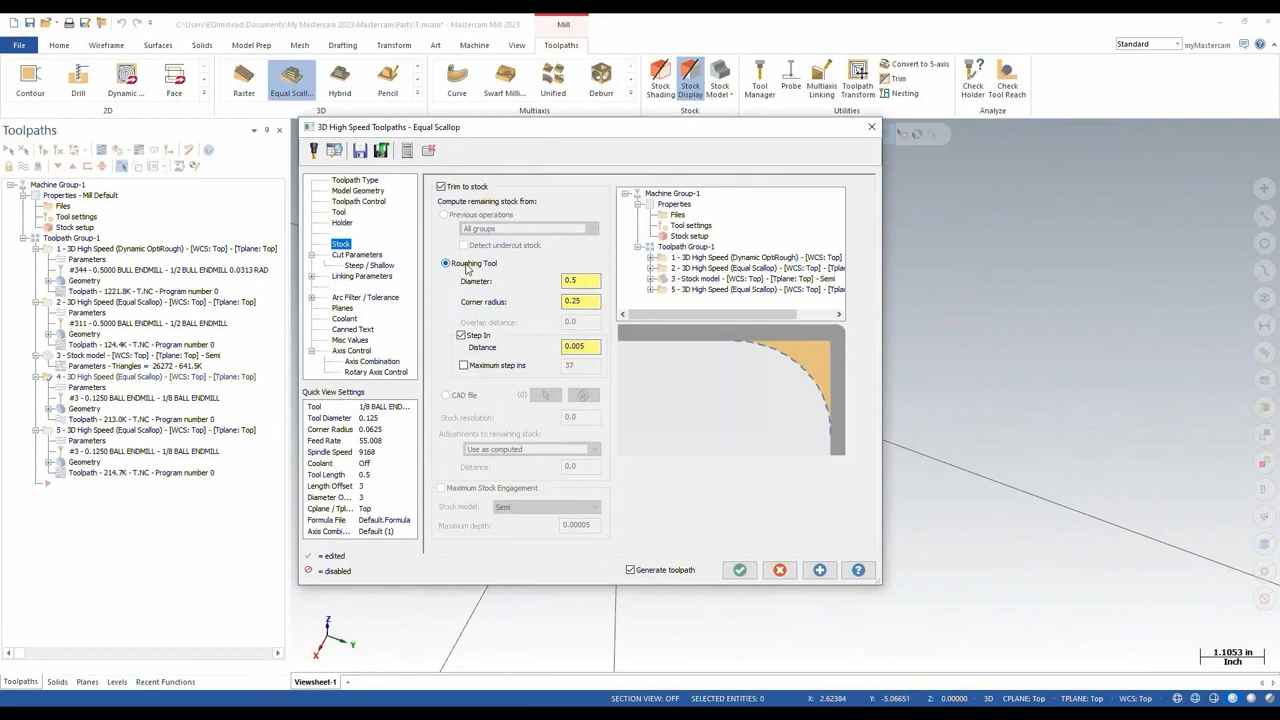 C:\Users\EOlmstead\Documents\My Mastercam 2023\Mastercam\Parts\T.mcam* - Mastercam Mill 2023
Mill
File Home Wireframe Surfaces Solids Model Prep Mesh Drafting Transform Art Machine View Toolpaths
Standard
myMastercam
Contour Drill Dynamic ... Face
2D
Raster Equal Scall... Hybrid Pencil
3D
Curve Swarf Milli... Unified Deburr
Multiaxis
Stock Shading
Stock Display
Stock Model
Stock
Tool Manager
Probe
Multiaxis Linking
Toolpath Transform
Convert to 5-axis
Trim
Nesting
Utilities
Check Holder
Check Tool Reach
Analyze
Toolpaths
Machine Group-1
Properties - Mill Default
Files
Tool settings
Stock setup
Toolpath Group-1
1 - 3D High Speed (Dynamic OptiRough) - [WCS: Top] - [Tplane: Top]
Parameters
#344 - 0.5000 BULL ENDMILL - 1/2 BULL ENDMILL 0.0313 RAD
Geometry
Toolpath - 1221.8K - T.NC - Program number 0
2 - 3D High Speed (Equal Scallop) - [WCS: Top] - [Tplane: Top]
Parameters
#311 - 0.5000 BALL ENDMILL - 1/2 BALL ENDMILL
Geometry
Toolpath - 124.4K - T.NC - Program number 0
3 - Stock model - [WCS: Top] - [Tplane: Top] - Semi
Parameters - Triangles = 26272 - 641.5K
4 - 3D High Speed (Equal Scallop) - [WCS: Top] - [Tplane: Top]
Parameters
#3 - 0.1250 BALL ENDMILL - 1/8 BALL ENDMILL
Geometry
Toolpath - 213.0K - T.NC - Program number 0
5 - 3D High Speed (Equal Scallop) - [WCS: Top] - [Tplane: Top]
Parameters
#3 - 0.1250 BALL ENDMILL - 1/8 BALL ENDMILL
Geometry
Toolpath - 214.7K - T.NC - Program number 0
3D High Speed Toolpaths - Equal Scallop
Toolpath Type
Model Geometry
Toolpath Control
Tool
Holder
Stock
Cut Parameters
Steep / Shallow
Linking Parameters
Arc Filter / Tolerance
Planes
Coolant
Canned Text
Misc Values
Axis Control
Axis Combination
Rotary Axis Control
Quick View Settings
Tool 1/8 BALL END...
Tool Diameter 0.125
Corner Radius 0.0625
Feed Rate 55.008
Spindle Speed 9168
Coolant Off
Tool Length 0.5
Length Offset 3
Diameter O... 3
Cplane / Tpl... Top
Formula File Default.Formula
Axis Combi... Default (1)
= edited
= disabled
Trim to stock
Compute remaining stock from:
Previous operations
All groups
Detect undercut stock
Roughing Tool
Diameter: 0.5
Corner radius: 0.25
Overlap distance: 0.0
Step In
Distance 0.005
Maximum step ins 37
CAD file (0)
Stock resolution: 0.0
Adjustments to remaining stock:
Use as computed
Distance: 0.0
Maximum Stock Engagement
Stock model: Semi
Maximum depth: 0.00005
Machine Group-1
Properties
Files
Tool settings
Stock setup
Toolpath Group-1
1 - 3D High Speed (Dynamic OptiRough) - [WCS: Top]
2 - 3D High Speed (Equal Scallop) - [WCS: Top] - [Tpla
3 - Stock model - [WCS: Top] - [Tplane: Top] - Semi
5 - 3D High Speed (Equal Scallop) - [WCS: Top] - [Tpla
Generate toolpath
Z
Y
X
1.1053 in
Inch
Toolpaths Solids Planes Levels Recent Functions
Viewsheet-1 +
SECTION VIEW: OFF SELECTED ENTITIES: 0 X: 2.62384 Y: -5.06651 Z: 0.00000 3D CPLANE: Top TPLANE: Top WCS: Top